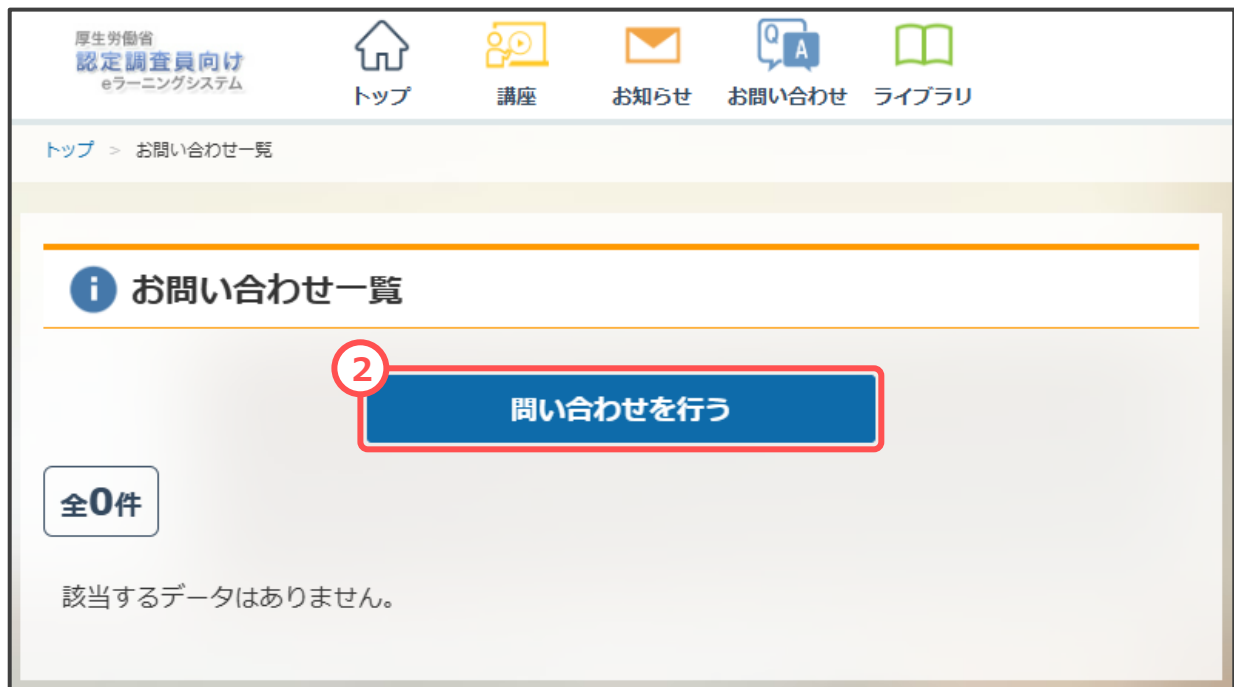 厚生労働省
認定調査員向け
eラーニングシステム
トップ
講座
お知らせ
Q A
お問い合わせ
ライブラリ
トップ > お問い合わせ一覧
i お問い合わせ一覧
2
問い合わせを行う
全0件
該当するデータはありません。